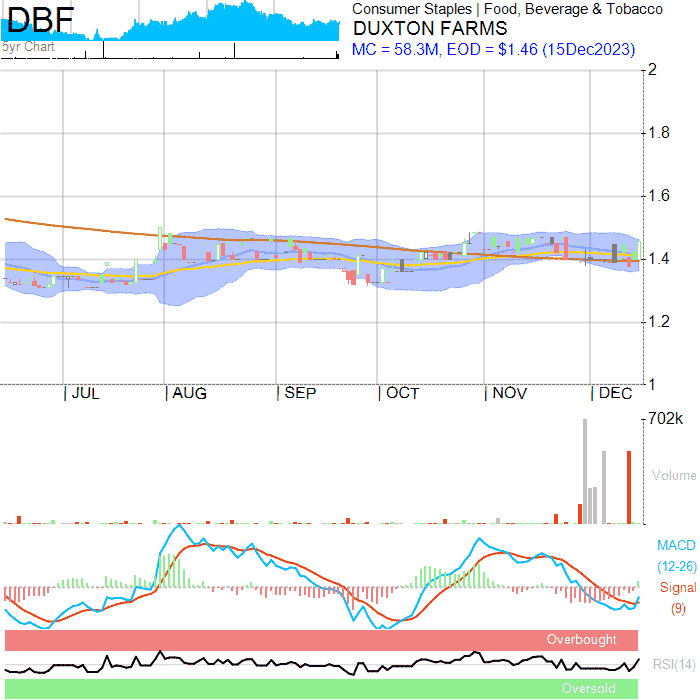 DBF
Consumer Staples | Food, Beverage & Tobacco
DUXTON FARMS
MC = 58.3M, EOD = $1.46 (15Dec2023)
5yr Chart
2
1.8
1.6
1.4
1.2
1
| JUL | AUG | SEP | OCT | NOV | DEC
702k
Volume
MACD
(12-26)
Signal
(9)
Overbought
RSI(14)
Oversold